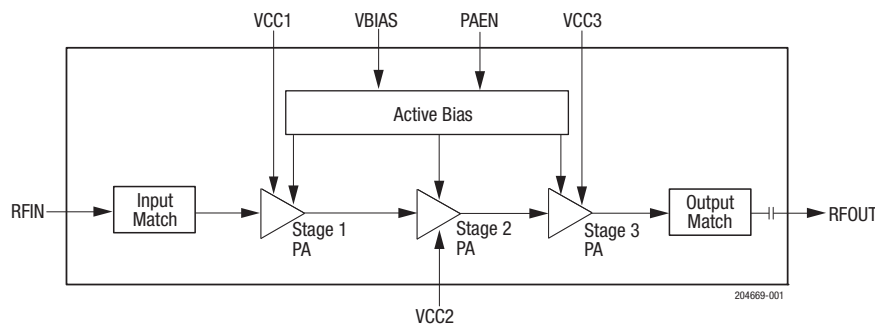 VCC1
VBIAS
PAEN
VCC3
Active Bias
RFIN
Input
Match
Stage 1
PA
Stage 2
PA
Stage 3
PA
Output
Match
RFOUT
204669-001
VCC2